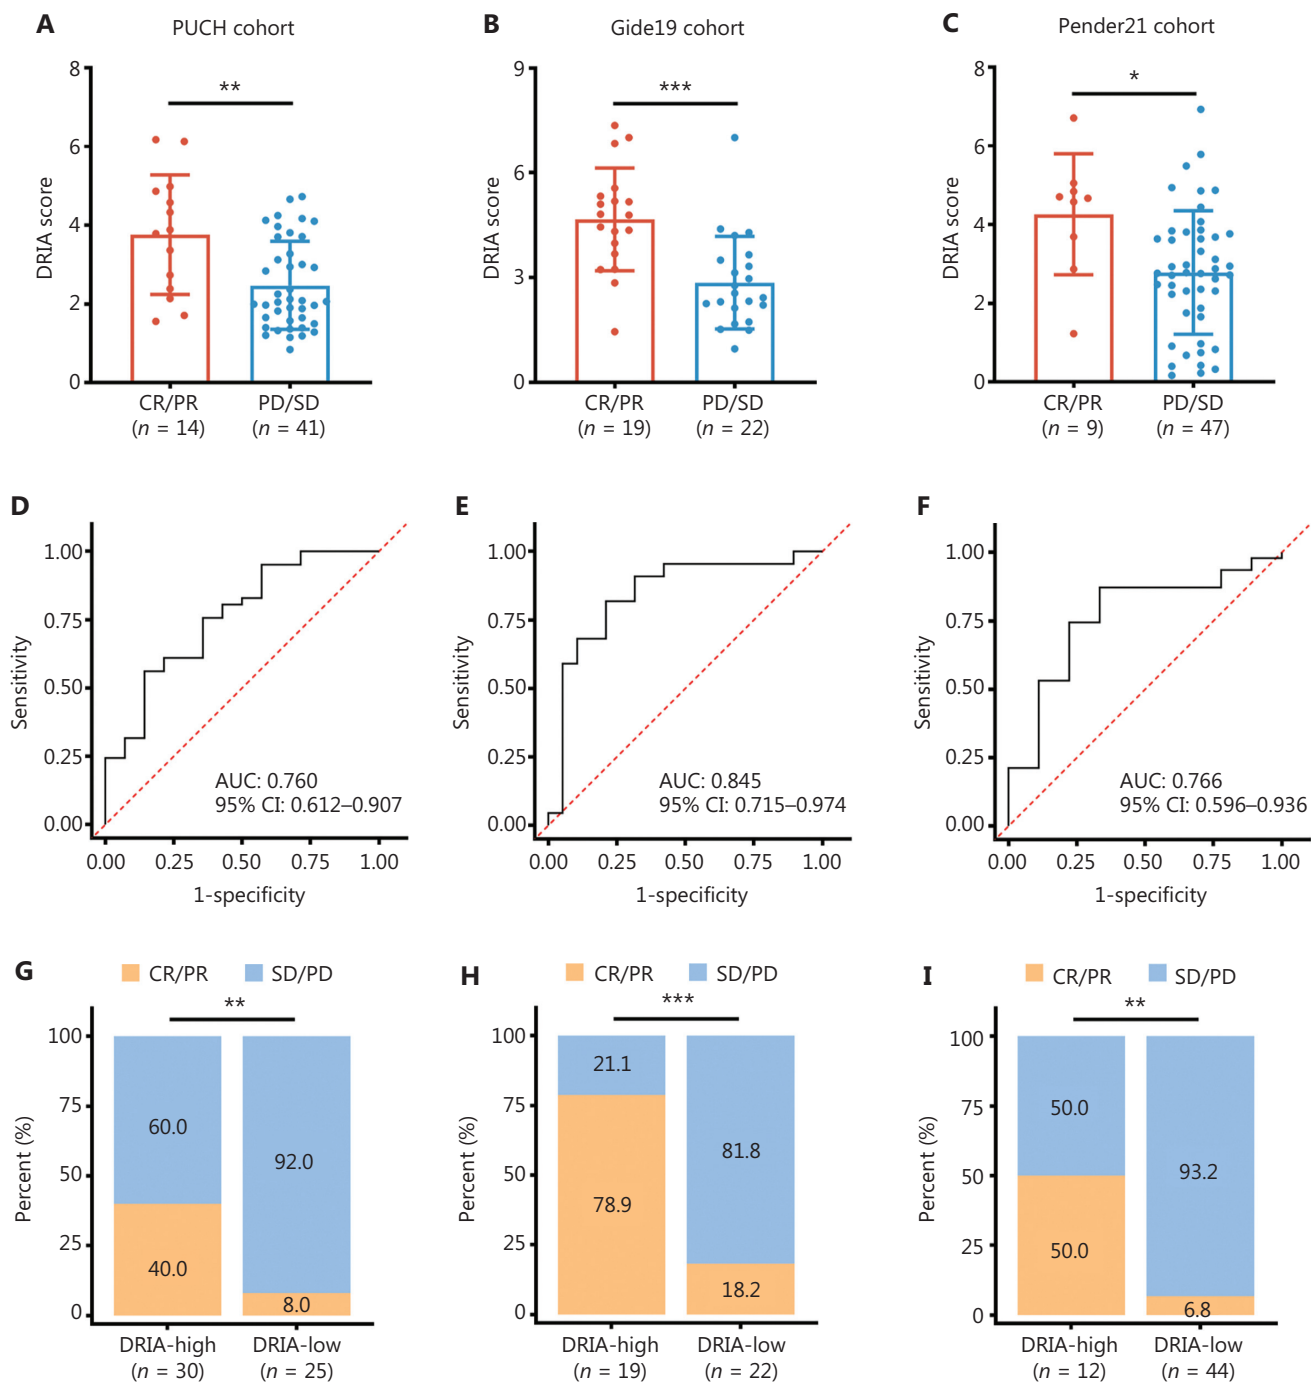 A
PUCH cohort
8
6
4
2
0
DRIA score
**
CR/PR
(n = 14)
PD/SD
(n = 41)
B
Gide19 cohort
9
6
3
0
DRIA score
***
CR/PR
(n = 19)
PD/SD
(n = 22)
C
Pender21 cohort
8
6
4
2
0
DRIA score
*
CR/PR
(n = 9)
PD/SD
(n = 47)
D
1.00
0.75
0.50
0.25
0.00
Sensitivity
AUC: 0.760
95% CI: 0.612–0.907
0.00 0.25 0.50 0.75 1.00
1-specificity
E
1.00
0.75
0.50
0.25
0.00
Sensitivity
AUC: 0.845
95% CI: 0.715–0.974
0.00 0.25 0.50 0.75 1.00
1-specificity
F
1.00
0.75
0.50
0.25
0.00
Sensitivity
AUC: 0.766
95% CI: 0.596–0.936
0.00 0.25 0.50 0.75 1.00
1-specificity
G
CR/PR SD/PD
**
100
75
50
25
0
Percent (%)
60.0
40.0
92.0
8.0
DRIA-high
(n = 30)
DRIA-low
(n = 25)
H
CR/PR SD/PD
***
100
75
50
25
0
Percent (%)
21.1
78.9
81.8
18.2
DRIA-high
(n = 19)
DRIA-low
(n = 22)
I
CR/PR SD/PD
**
100
75
50
25
0
Percent (%)
50.0
50.0
93.2
6.8
DRIA-high
(n = 12)
DRIA-low
(n = 44)